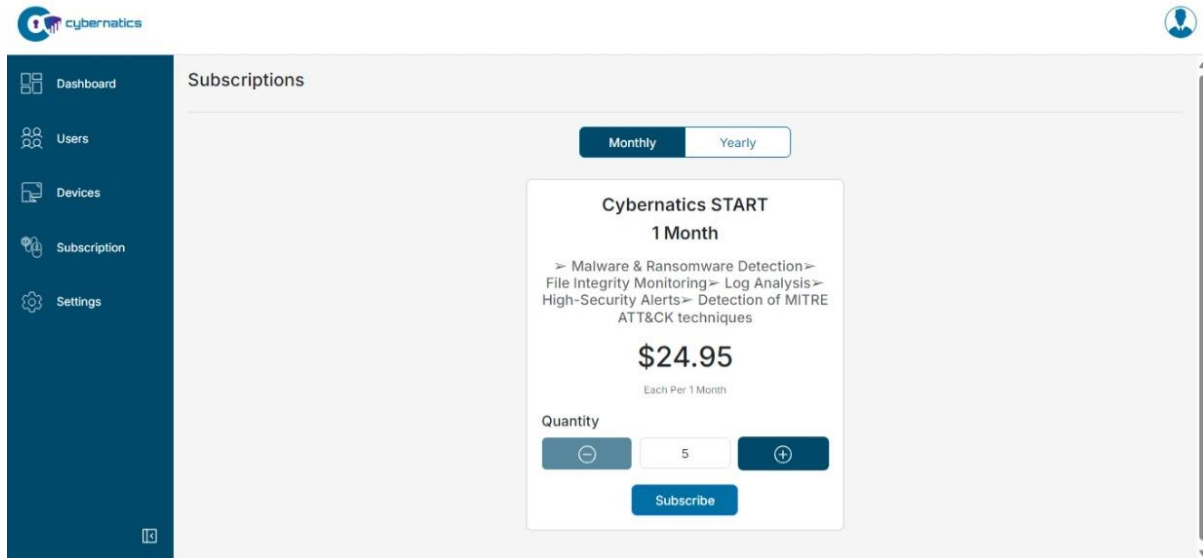 cybernatics
Dashboard
Users
Devices
Subscription
Settings
Subscriptions
Monthly
Yearly
Cybernatics START
1 Month
➢ Malware & Ransomware Detection➢
File Integrity Monitoring➢ Log Analysis➢
High-Security Alerts➢ Detection of MITRE
ATT&CK techniques
$24.95
Each Per 1 Month
Quantity
5
Subscribe